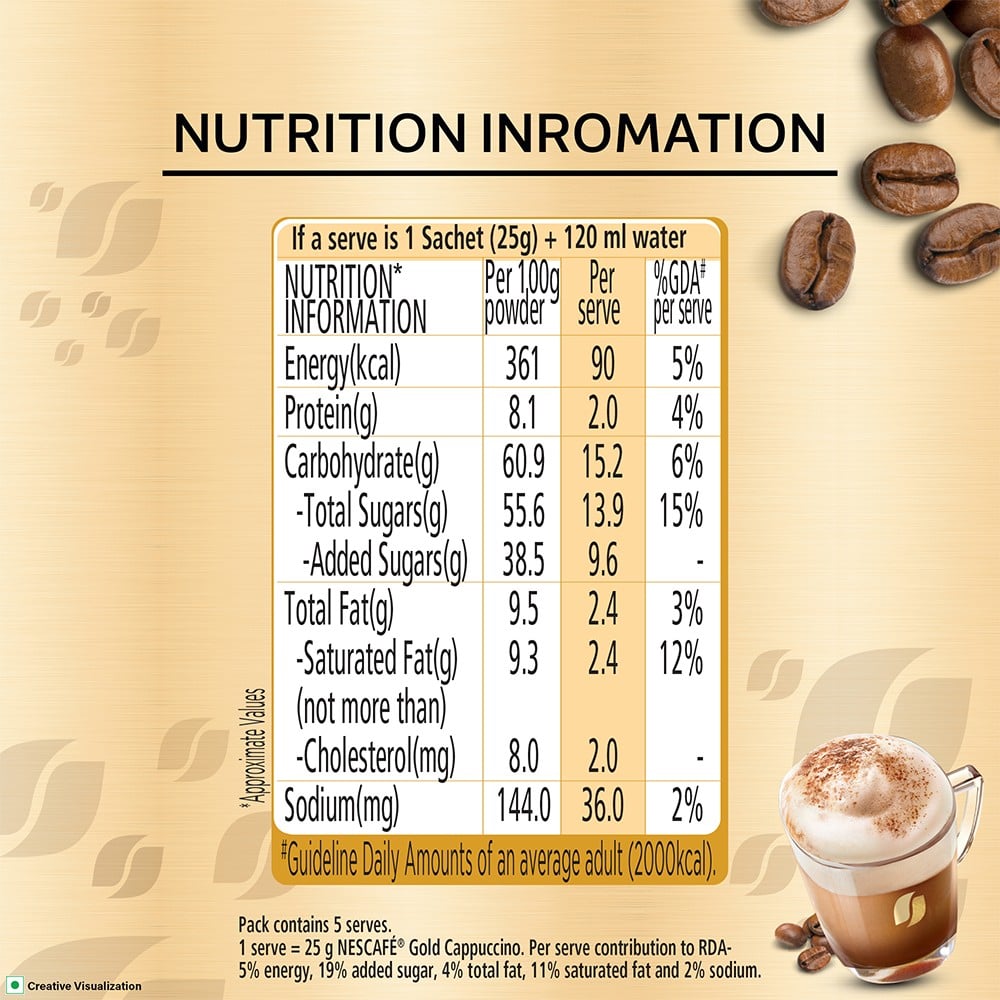 NUTRITION INROMATION
If a serve is 1 Sachet (25g) + 120 ml water
NUTRITION* INFORMATION Per 1,00g powder Per serve %GDA# per serve
Energy(kcal) 361 90 5%
Protein(g) 8.1 2.0 4%
Carbohydrate(g) 60.9 15.2 6%
-Total Sugars(g) 55.6 13.9 15%
-Added Sugars(g) 38.5 9.6 -
Total Fat(g) 9.5 2.4 3%
-Saturated Fat(g) 9.3 2.4 12%
(not more than)
-Cholesterol(mg) 8.0 2.0 -
Sodium(mg) 144.0 36.0 2%
*Approximate Values
#Guideline Daily Amounts of an average adult (2000kcal).
Pack contains 5 serves.
1 serve = 25 g NESCAFÉ® Gold Cappuccino. Per serve contribution to RDA-
5% energy, 19% added sugar, 4% total fat, 11% saturated fat and 2% sodium.
Creative Visualization